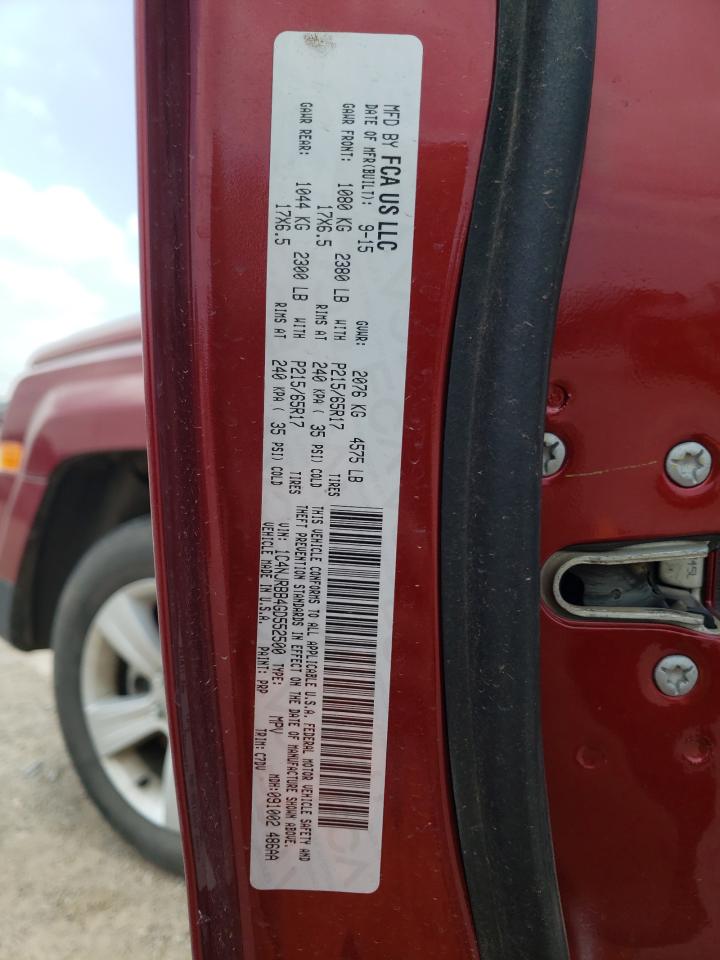 MFD BY FCA US LLC
DATE OF MFR(BUILT): 9-15 GVWR: 2076 KG 4575 LB
GAWR FRONT: 1080 KG 2380 LB WITH P215/65R17 TIRES
17X6.5 RIMS AT 240 KPA ( 35 PSI) COLD
GAWR REAR: 1044 KG 2300 LB WITH P215/65R17 TIRES
17X6.5 RIMS AT 240 KPA ( 35 PSI) COLD
THIS VEHICLE CONFORMS TO ALL APPLICABLE U.S.A. FEDERAL MOTOR VEHICLE SAFETY AND
THEFT PREVENTION STANDARDS IN EFFECT ON THE DATE OF MANUFACTURE SHOWN ABOVE.
VIN: 1C4NJRBB4GD552500 TYPE: MPV MDH:091002 486AA
VEHICLE MADE IN U.S.A. PAINT: PRP TRIM: C7DV